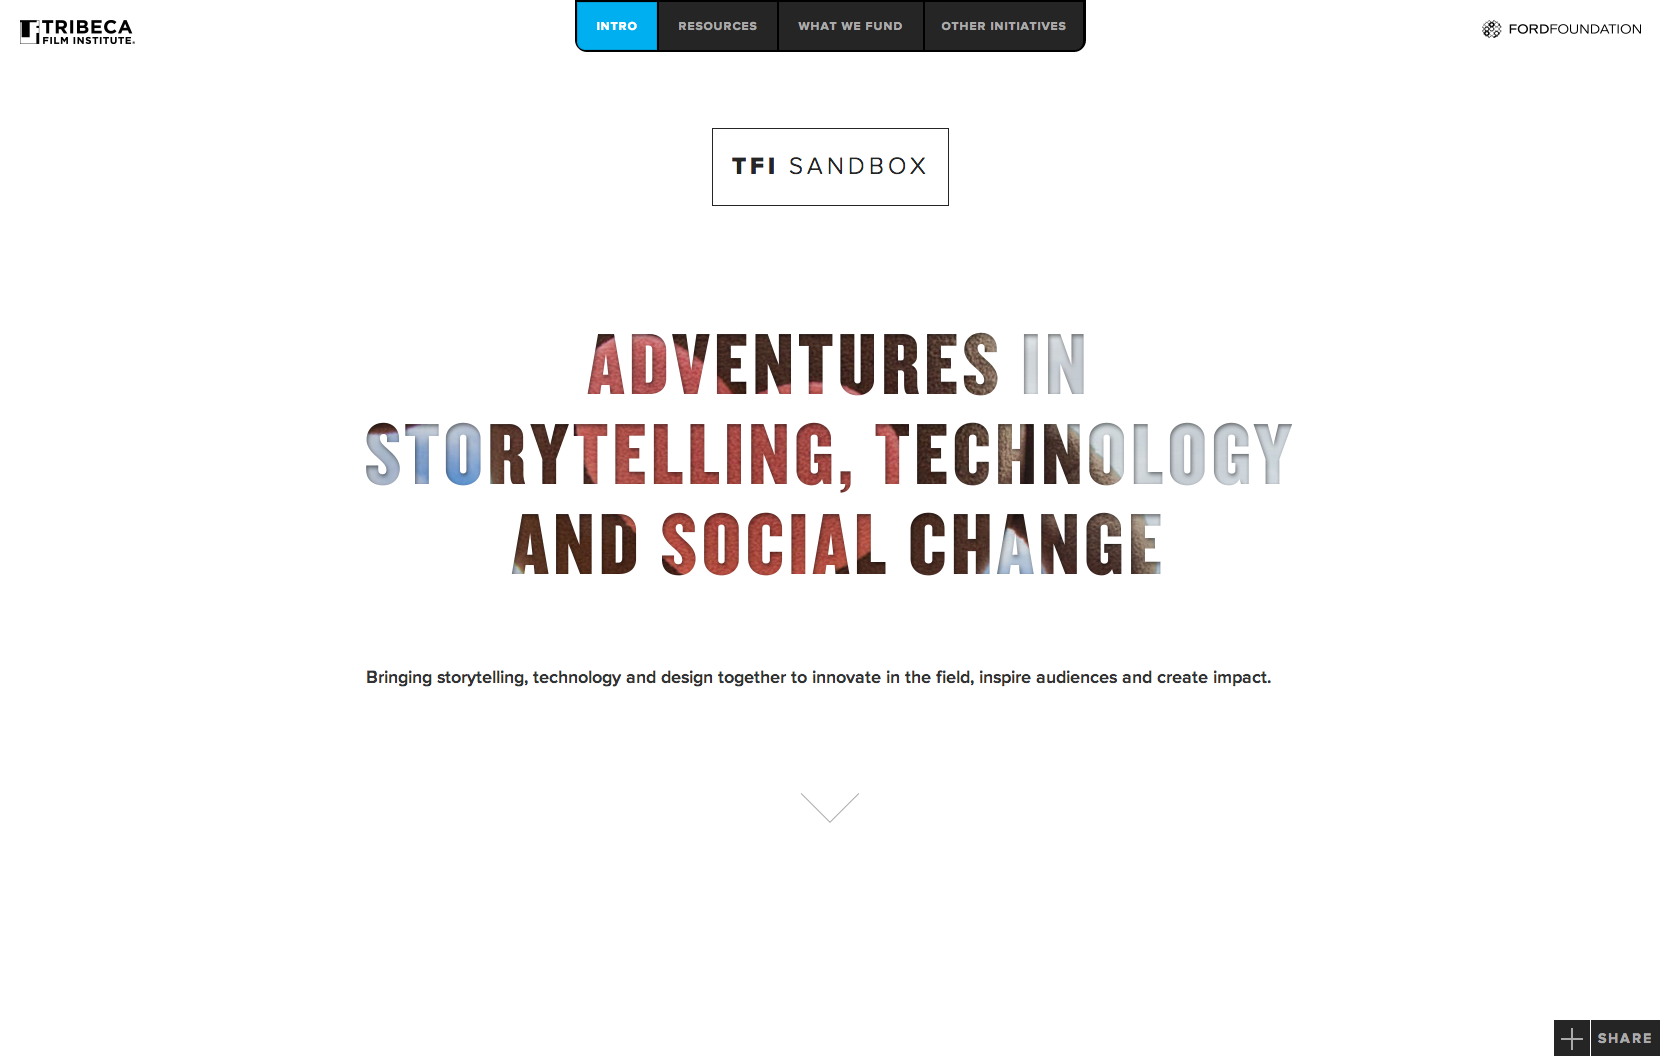 TRIBECA
FILM INSTITUTE®
INTRO
RESOURCES
WHAT WE FUND
OTHER INITIATIVES
FORDFOUNDATION
TFI SANDBOX
ADVENTURES IN
STORYTELLING, TECHNOLOGY
AND SOCIAL CHANGE
Bringing storytelling, technology and design together to innovate in the field, inspire audiences and create impact.
SHARE